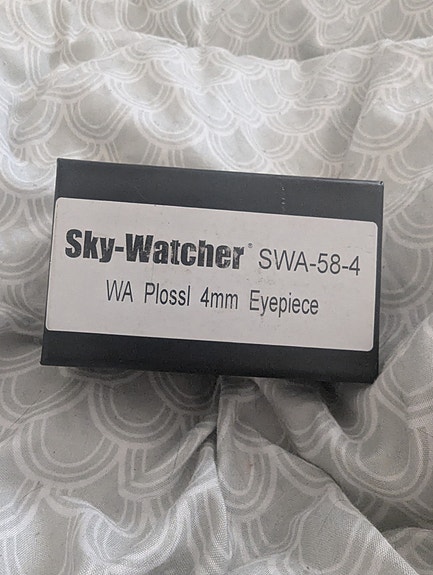 Sky-Watcher® SWA-58-4
WA Plossl 4mm Eyepiece